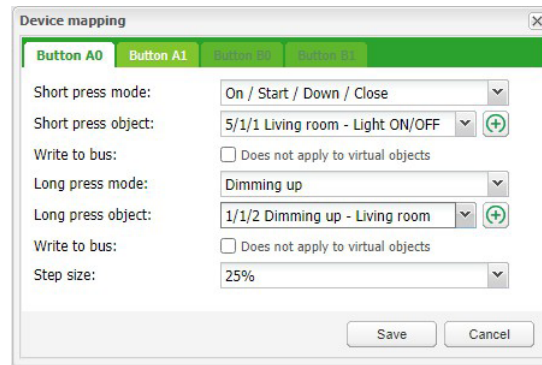 Device mapping
Button A0 Button A1 Button B0 Button B1
Short press mode: On / Start / Down / Close
Short press object: 5/1/1 Living room - Light ON/OFF
Write to bus: Does not apply to virtual objects
Long press mode: Dimming up
Long press object: 1/1/2 Dimming up - Living room
Write to bus: Does not apply to virtual objects
Step size: 25%
Save Cancel